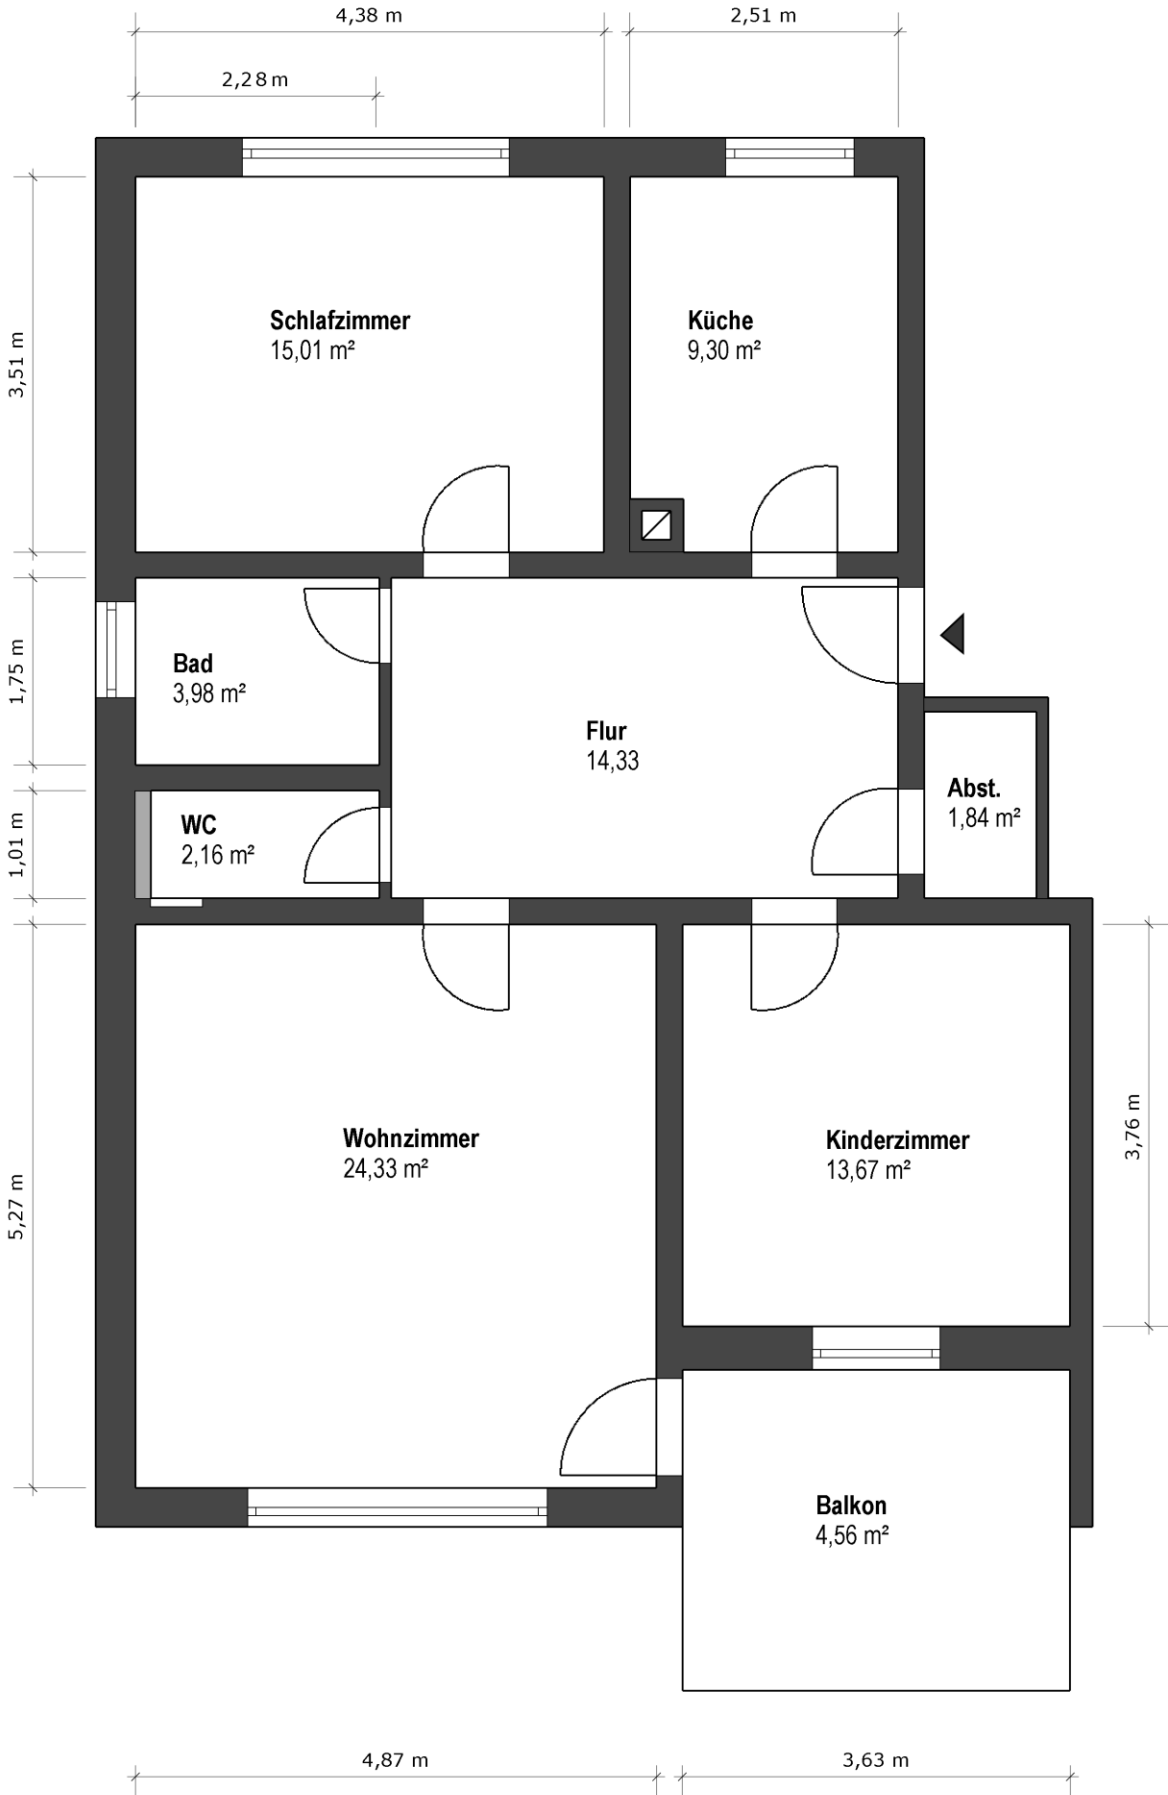 4,38 m
2,51 m
2,28 m
3,51 m
Schlafzimmer
15,01 m²
Küche
9,30 m²
1,75 m
Bad
3,98 m²
Flur
14,33
Abst.
1,84 m²
1,01 m
WC
2,16 m²
5,27 m
Wohnzimmer
24,33 m²
Kinderzimmer
13,67 m²
3,76 m
Balkon
4,56 m²
4,87 m
3,63 m